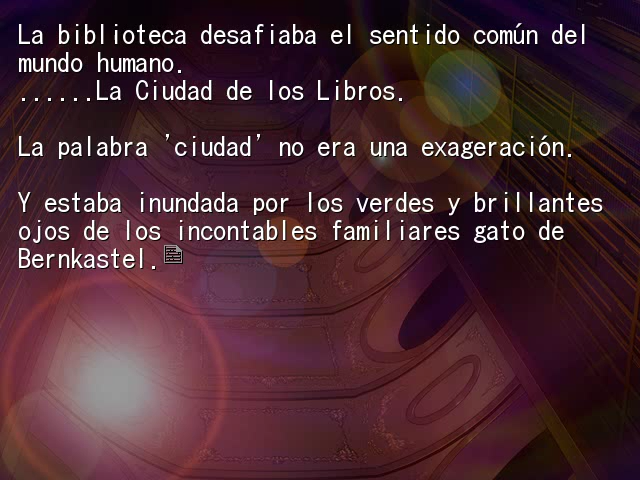 La biblioteca desafiaba el sentido común del
mundo humano.
......La Ciudad de los Libros.
La palabra 'ciudad' no era una exageración.
Y estaba inundada por los verdes y brillantes
ojos de los incontables familiares gato de
Bernkastel.